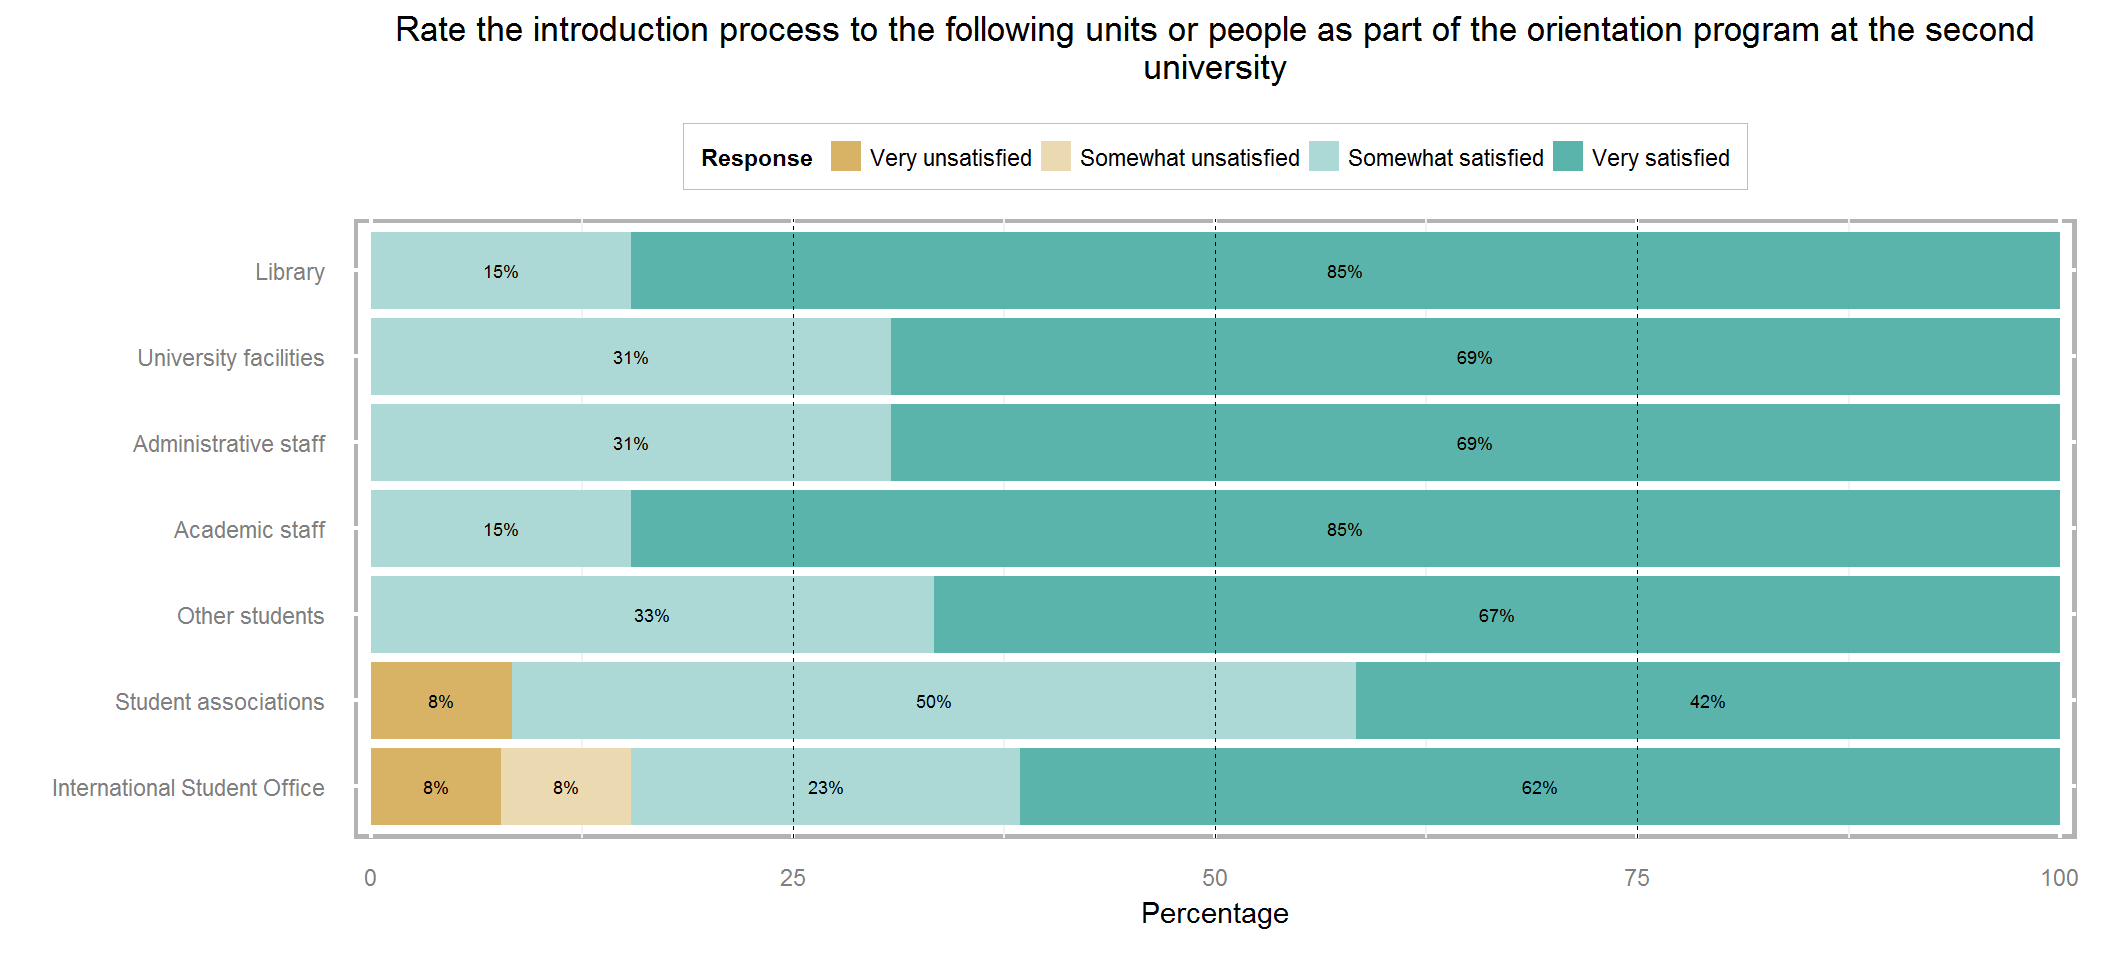 Rate the introduction process to the following units or people as part of the orientation program at the second
university
Response Very unsatisfied Somewhat unsatisfied Somewhat satisfied Very satisfied
Library 15% 85%
University facilities 31% 69%
Administrative staff 31% 69%
Academic staff 15% 85%
Other students 33% 67%
Student associations 8% 50% 42%
International Student Office 8% 8% 23% 62%
0 25 50 75 100
Percentage